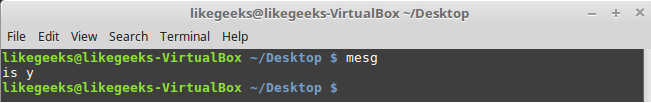 likegeeks@likegeeks-VirtualBox ~/Desktop
File Edit View Search Terminal Help
likegeeks@likegeeks-VirtualBox ~/Desktop $ mesg
is y
likegeeks@likegeeks-VirtualBox ~/Desktop $